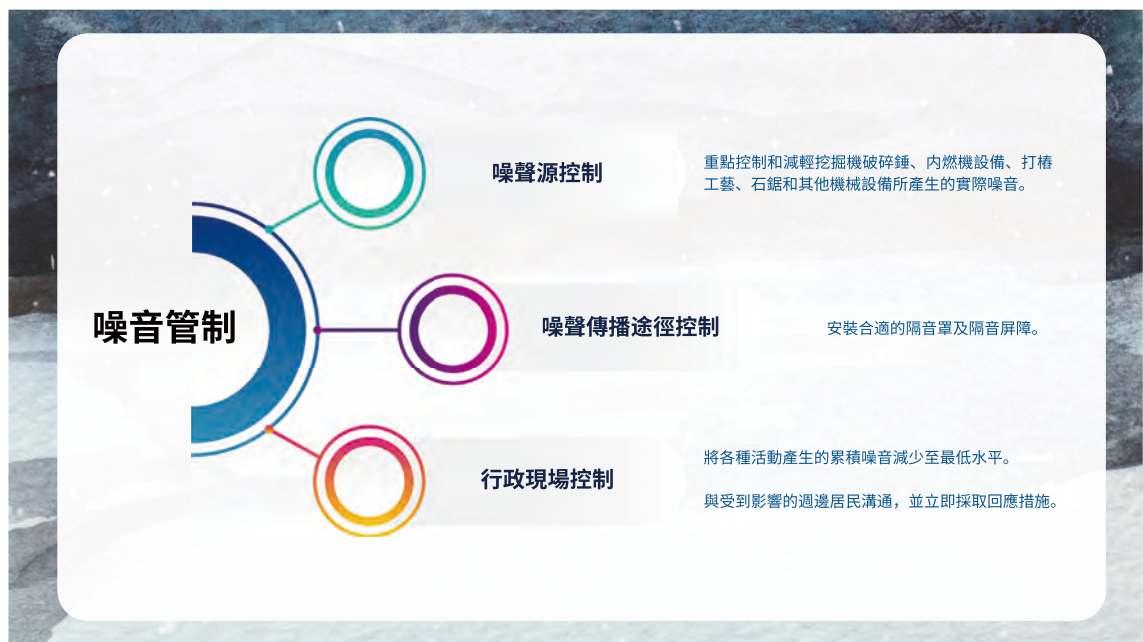 噪音管制
噪聲源控制
重點控制和減輕挖掘機破碎錘、内燃機設備、打樁
工藝、石鋸和其他機械設備所產生的實際噪音。
噪聲傳播途徑控制
安裝合適的隔音罩及隔音屏障。
行政現場控制
將各種活動產生的累積噪音減少至最低水平。
與受到影響的週邊居民溝通，並立即採取回應措施。